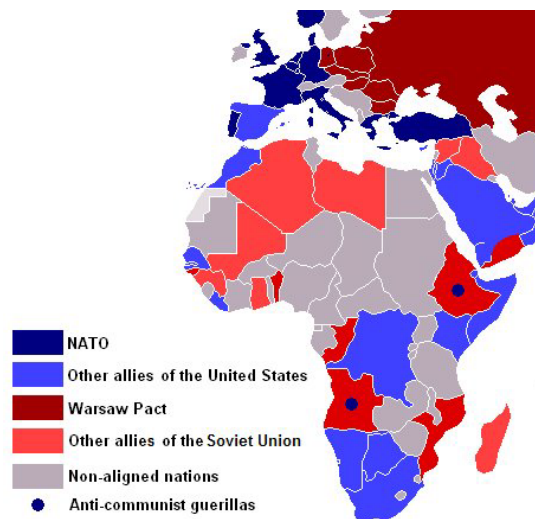 NATO
Other allies of the United States
Warsaw Pact
Other allies of the Soviet Union
Non-aligned nations
Anti-communist guerillas